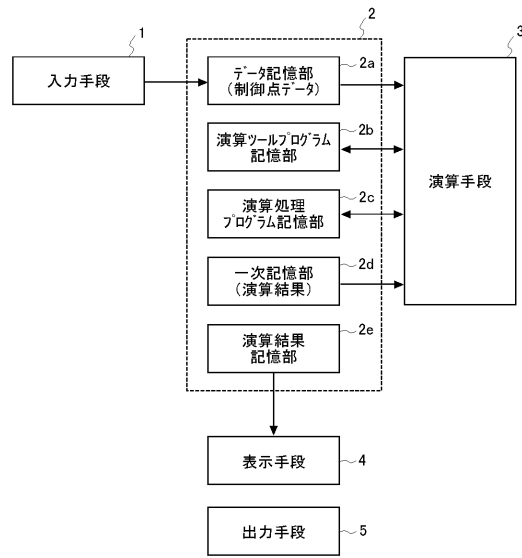 1
入力手段
2
データ記憶部
(制御点データ)
2a
演算ツールプログラム
記憶部
2b
演算処理
プログラム記憶部
2c
一次記憶部
(演算結果)
2d
演算結果
記憶部
2e
3
演算手段
表示手段
4
出力手段
5